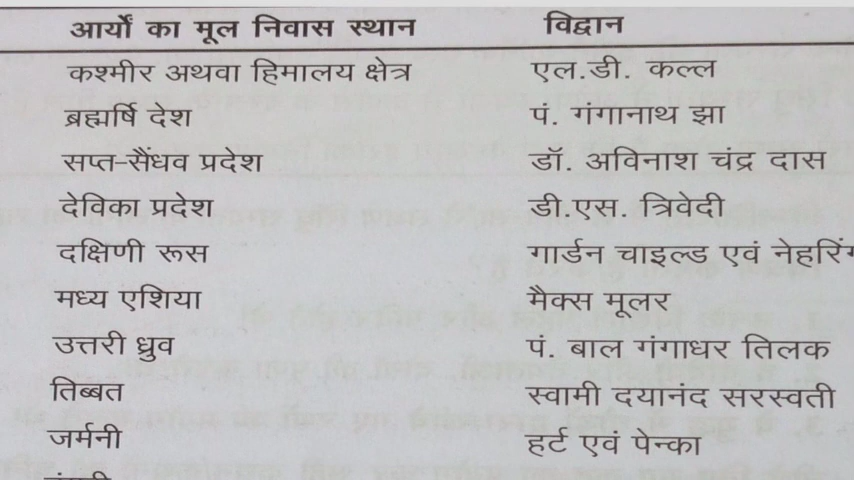 आर्यों का मूल निवास स्थान विद्वान
कश्मीर अथवा हिमालय क्षेत्र एल.डी. कल्ल
ब्रह्मर्षि देश पं. गंगानाथ झा
सप्त-सैंधव प्रदेश डॉ. अविनाश चंद्र दास
देविका प्रदेश डी.एस. त्रिवेदी
दक्षिणी रूस गार्डन चाइल्ड एवं
मध्य एशिया मैक्स मूलर
उत्तरी ध्रुव पं. बाल गंगाधर तिलक
तिब्बत स्वामी दयानंद सरस्वती
जर्मनी हर्ट एवं पेन्का